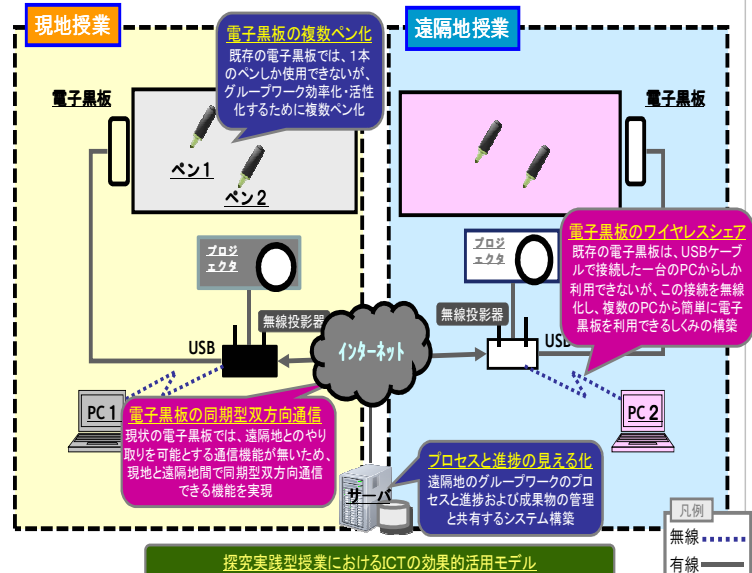 現地授業
遠隔地授業
電子黒板の複数ペン化
既存の電子黒板では、1本
のペンしか使用できないが、
グループワーク効率化・活性
化するために複数ペン化
電子黒板
電子黒板
ペン1
ペン2
電子黒板のワイヤレスシェア
既存の電子黒板は、USBケーブ
ルで接続した一台のPCからしか
利用できないが、この接続を無線
化し、複数のPCから簡単に電子
黒板を利用できるしくみの構築
プロジ
ェクタ
プロジ
ェクタ
無線投影器
無線投影器
USB
USB
インターネット
PC1
PC2
電子黒板の同期型双方向通信
現状の電子黒板では、遠隔地とのやり
取りを可能とする通信機能が無いため、
現地と遠隔地間で同期型双方向通信
できる機能を実現
プロセスと進捗の見える化
遠隔地のグループワークのプロ
セスと進捗および成果物の管理
と共有するシステム構築
サーバ
凡例
無線
有線
探究実践型授業におけるICTの効果的活用モデル